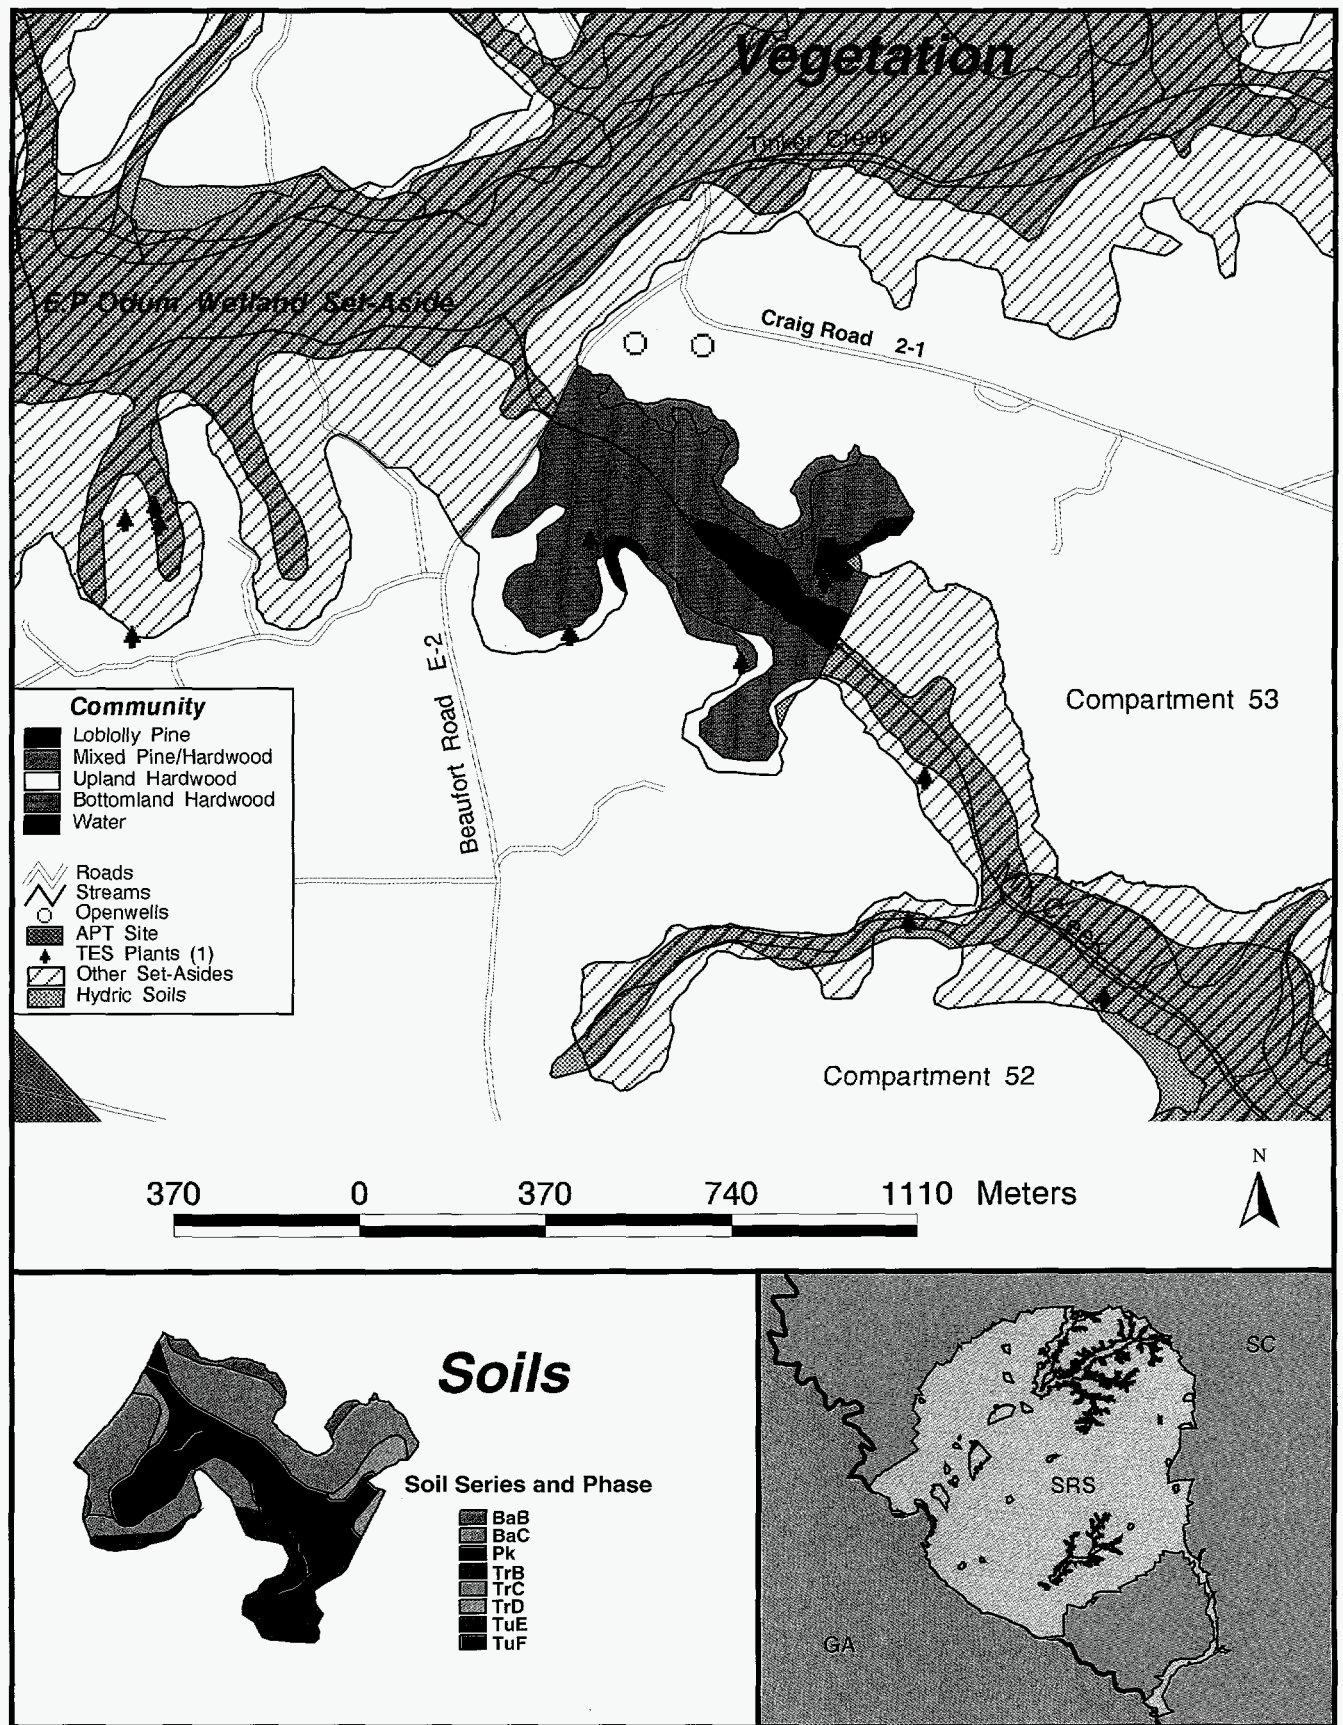 Vegetation
Tinker Creek
E.P. Odum Wetland Set-Aside
Craig Road 2-1
Beaufort Road E-2
Compartment 53
Community
Loblolly Pine
Mixed Pine/Hardwood
Upland Hardwood
Bottomland Hardwood
Water
Roads
Streams
Openwells
APT Site
TES Plants (1)
Other Set-Asides
Hydric Soils
Creek
Compartment 52
N
370 0 370 740 1110 Meters
Soils
Soil Series and Phase
BaB
BaC
Pk
TrB
TrC
TrD
TuE
TuF
SC
SRS
GA